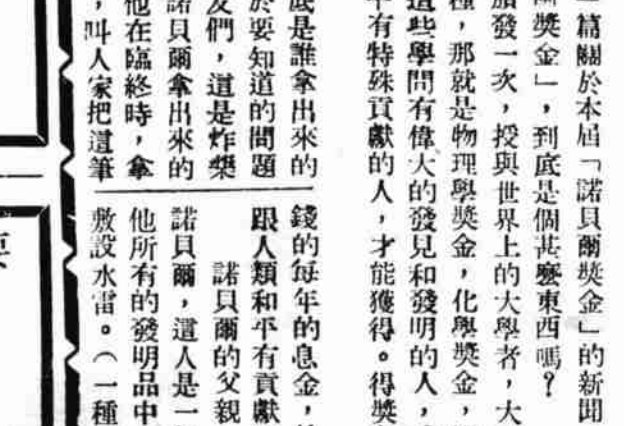 篇關於本屆「諾貝爾獎金」的新聞
爾獎金」,到底是個甚麼東西嗎?
頒發一次,授與世界上的大學者,大
種,那就是物理學獎金,化學獎金,
這些學問有偉大的發見和發明的人,
有特殊貢獻的人,才能獲得。得獎
底是誰拿出來的
於要知道的問題
友們,這是炸藥
諾貝爾拿出來的
他在臨終時,拿
,叫人家把這筆
錢的每年的息金,
跟人類和平有貢獻
諾貝爾的父親
諾貝爾,這人是一
他所有的發明品中
敷設水雷。(一種